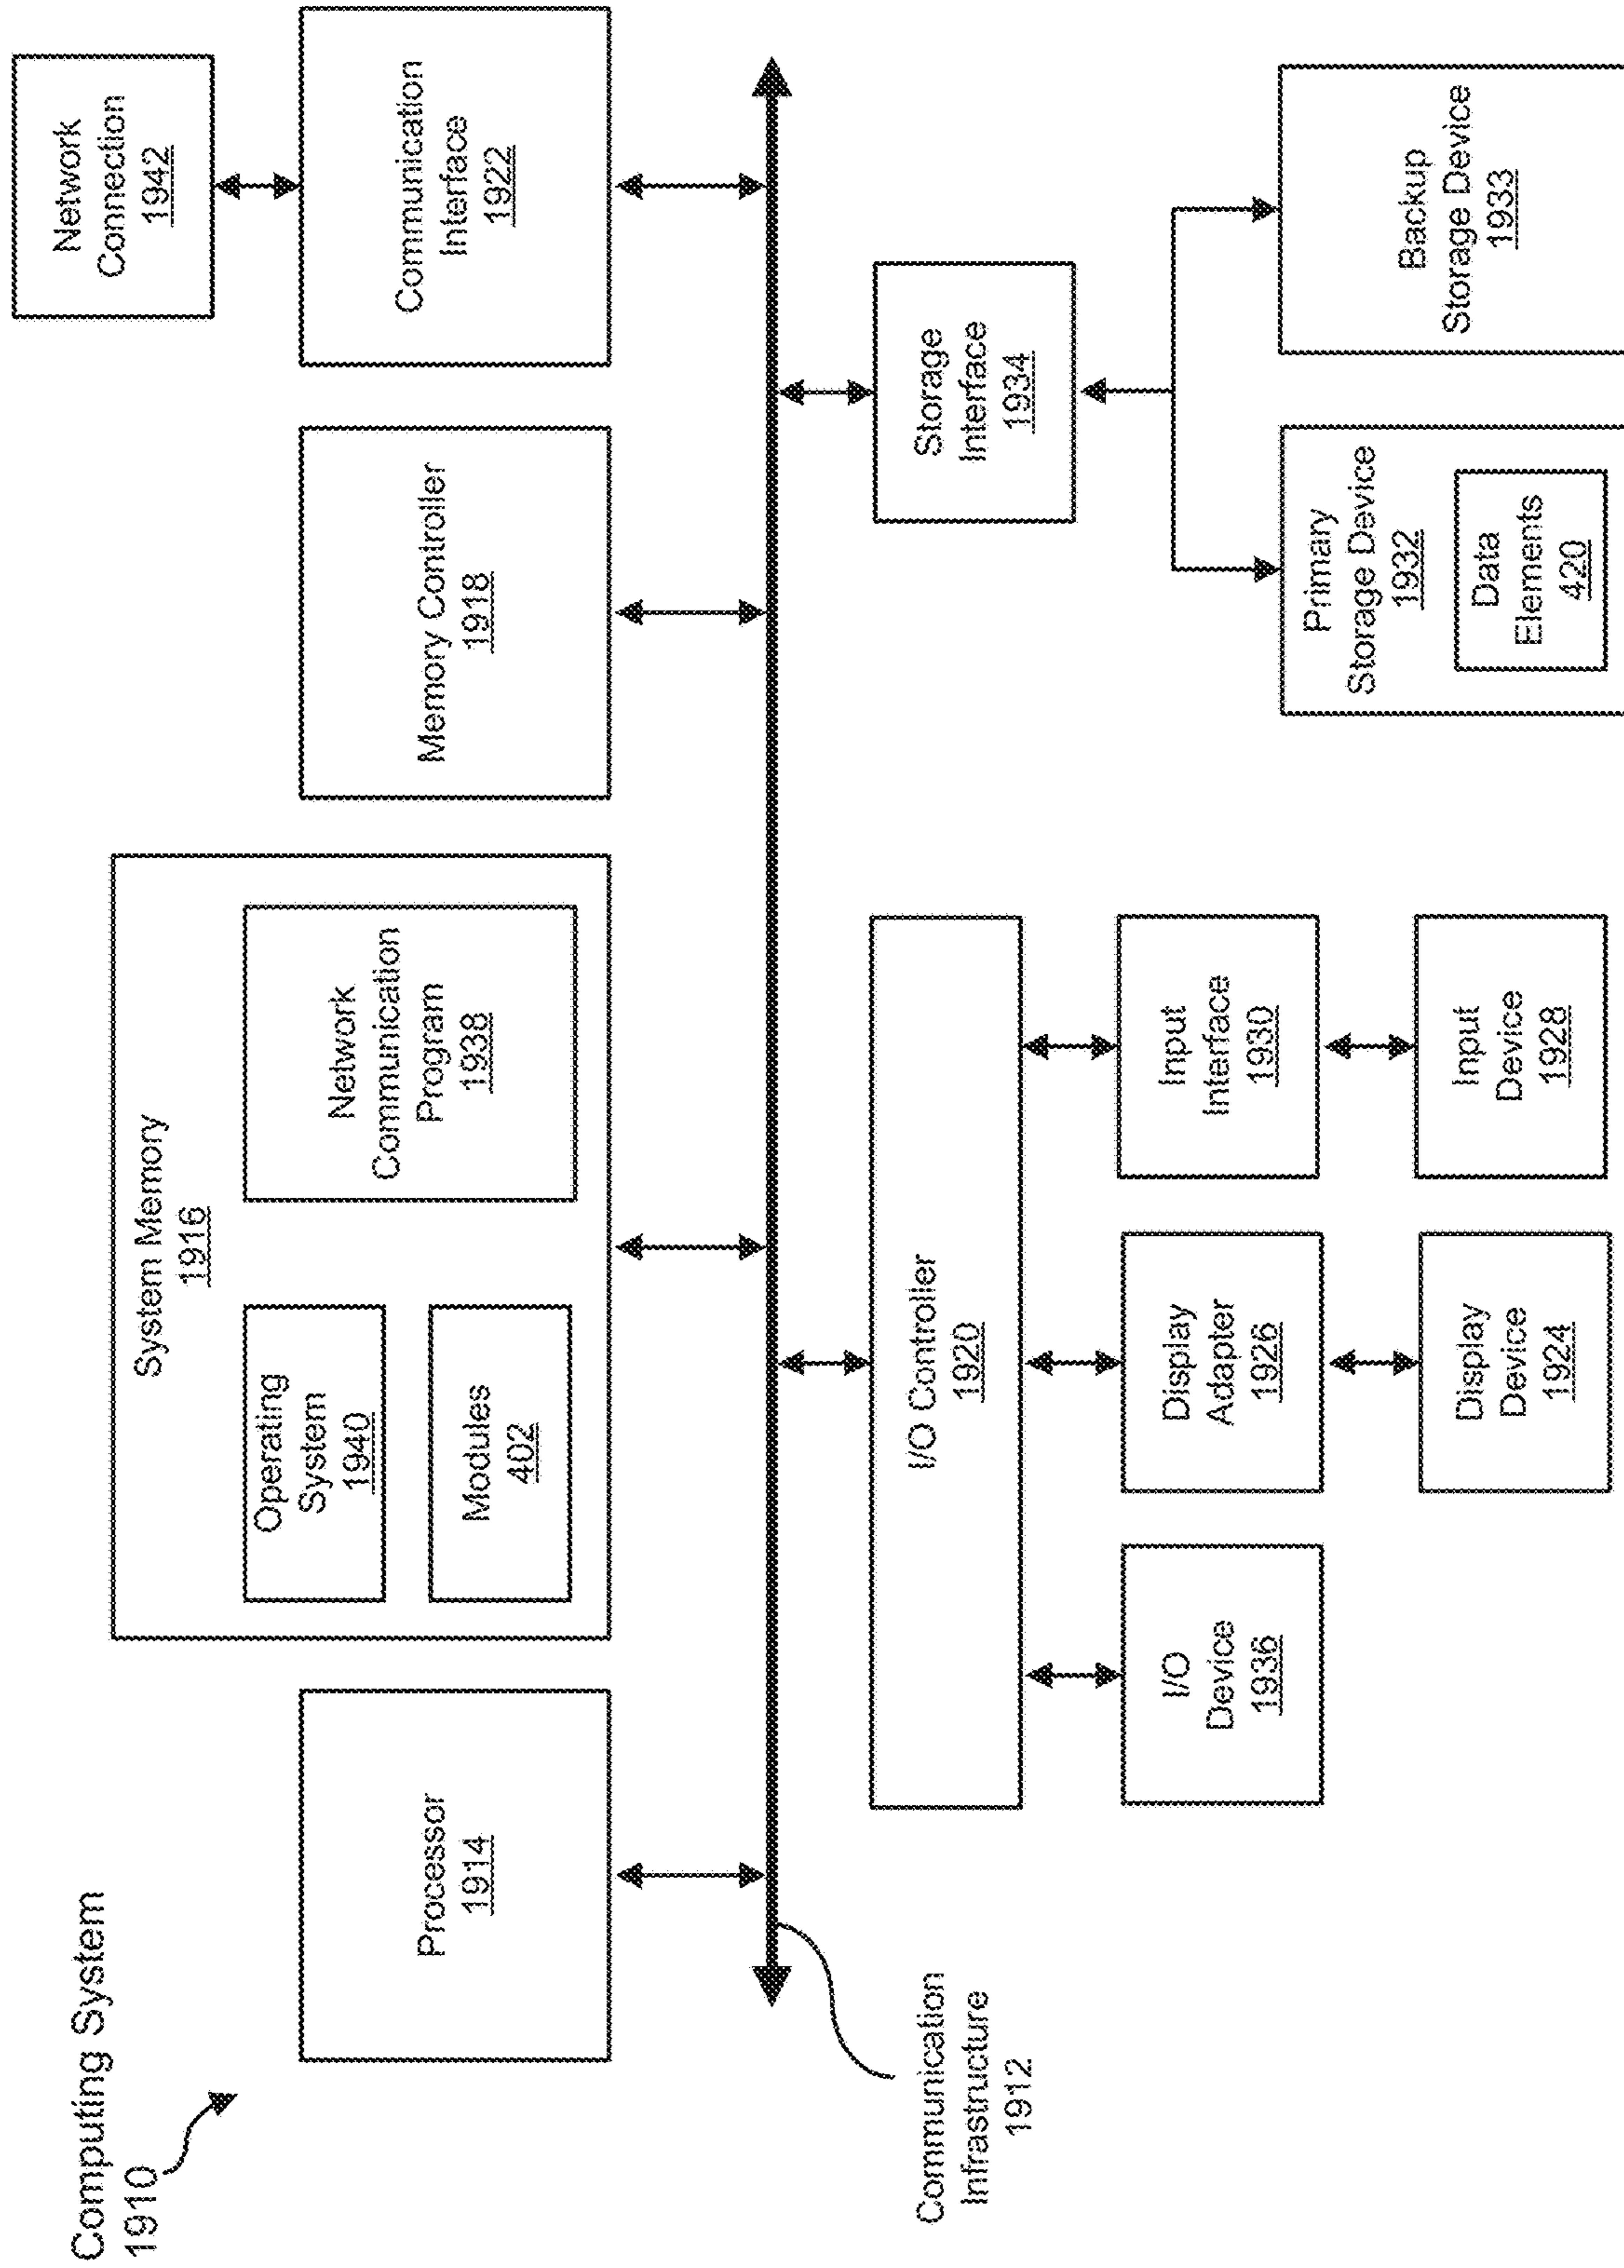 Computing System
1910
Processor
1914
System Memory
1916
Operating
System
1940
Modules
402
Network
Communication
Program
1938
Memory Controller
1918
Communication
Interface
1922
Network
Connection
1942
Communication
Infrastructure
1912
I/O Controller
1920
I/O
Device
1936
Display
Adapter
1926
Display
Device
1924
Input
Interface
1930
Input
Device
1928
Storage
Interface
1934
Primary
Storage Device
1932
Data
Elements
420
Backup
Storage Device
1933